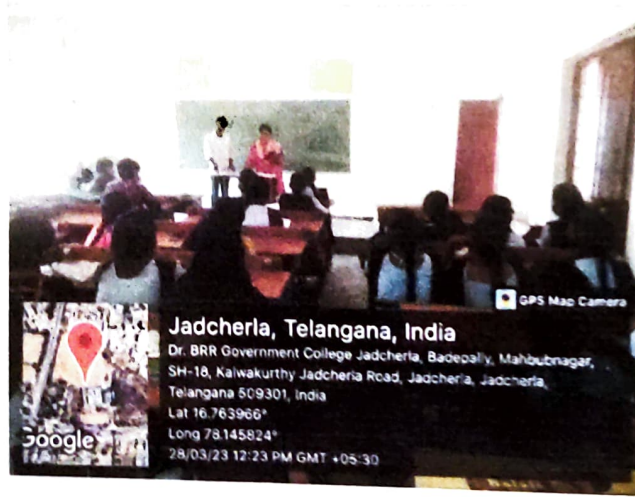 GPS Map Camera
Jadcherla, Telangana, India
Dr. BRR Government College Jadcherla, Badepally, Mahbubnagar,
SH-18, Kalwakurthy Jadcherla Road, Jadcherla, Jadcherla,
Telangana 509301, India
Lat 16.763966°
Long 78.145824°
28/03/23 12:23 PM GMT +05:30
Google